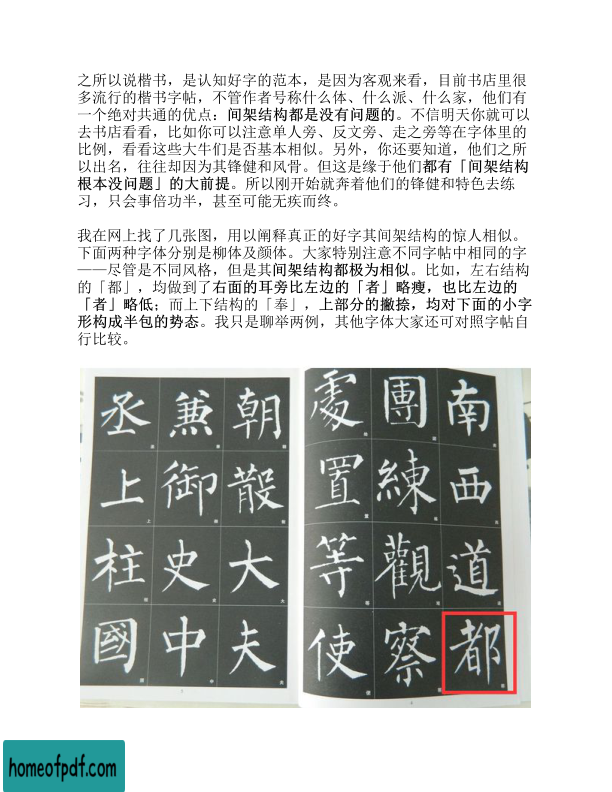 之所以说楷书，是认知好字的范本，是因为客观来看，目前书店里很
多流行的楷书字帖，不管作者号称什么体、什么派、什么家，他们有
一个绝对共通的优点：间架结构都是没有问题的。不信明天你就可以
去书店看看，比如你可以注意单人旁、反文旁、走之旁等在字体里的
比例，看看这些大牛们是否基本相似。另外，你还要知道，他们之所
以出名，往往却因为其锋健和风骨。但这是缘于他们都有「间架结构
根本没问题」的大前提。所以刚开始就奔着他们的锋健和特色去练
习，只会事倍功半，甚至可能无疾而终。
我在网上找了几张图，用以阐释真正的好字其间架结构的惊人相似。
下面两种字体分别是柳体及颜体。大家特别注意不同字帖中相同的字
——尽管是不同风格，但是其间架结构都极为相似。比如，左右结构
的「都」，均做到了右面的耳旁比左边的「者」略瘦，也比左边的
「者」略低；而上下结构的「奉」，上部分的撇捺，均对下面的小字
形构成半包的势态。我只是聊举两例，其他字体大家还可对照字帖自
行比较。
南西道都
團練觀察
處置等使
朝散大夫
兼御史中
丞上柱國
homeofpdf.com